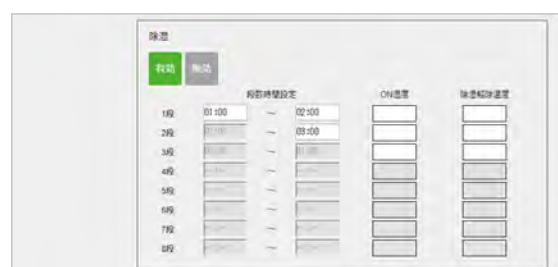 除湿
有効 無効
段数時間設定 ON湿度 除湿解除湿度
1段 01:00 ～ 02:00
2段 ～ 03:00
3段 ～
4段 ～
5段 ～
6段 ～
7段 ～
8段 ～